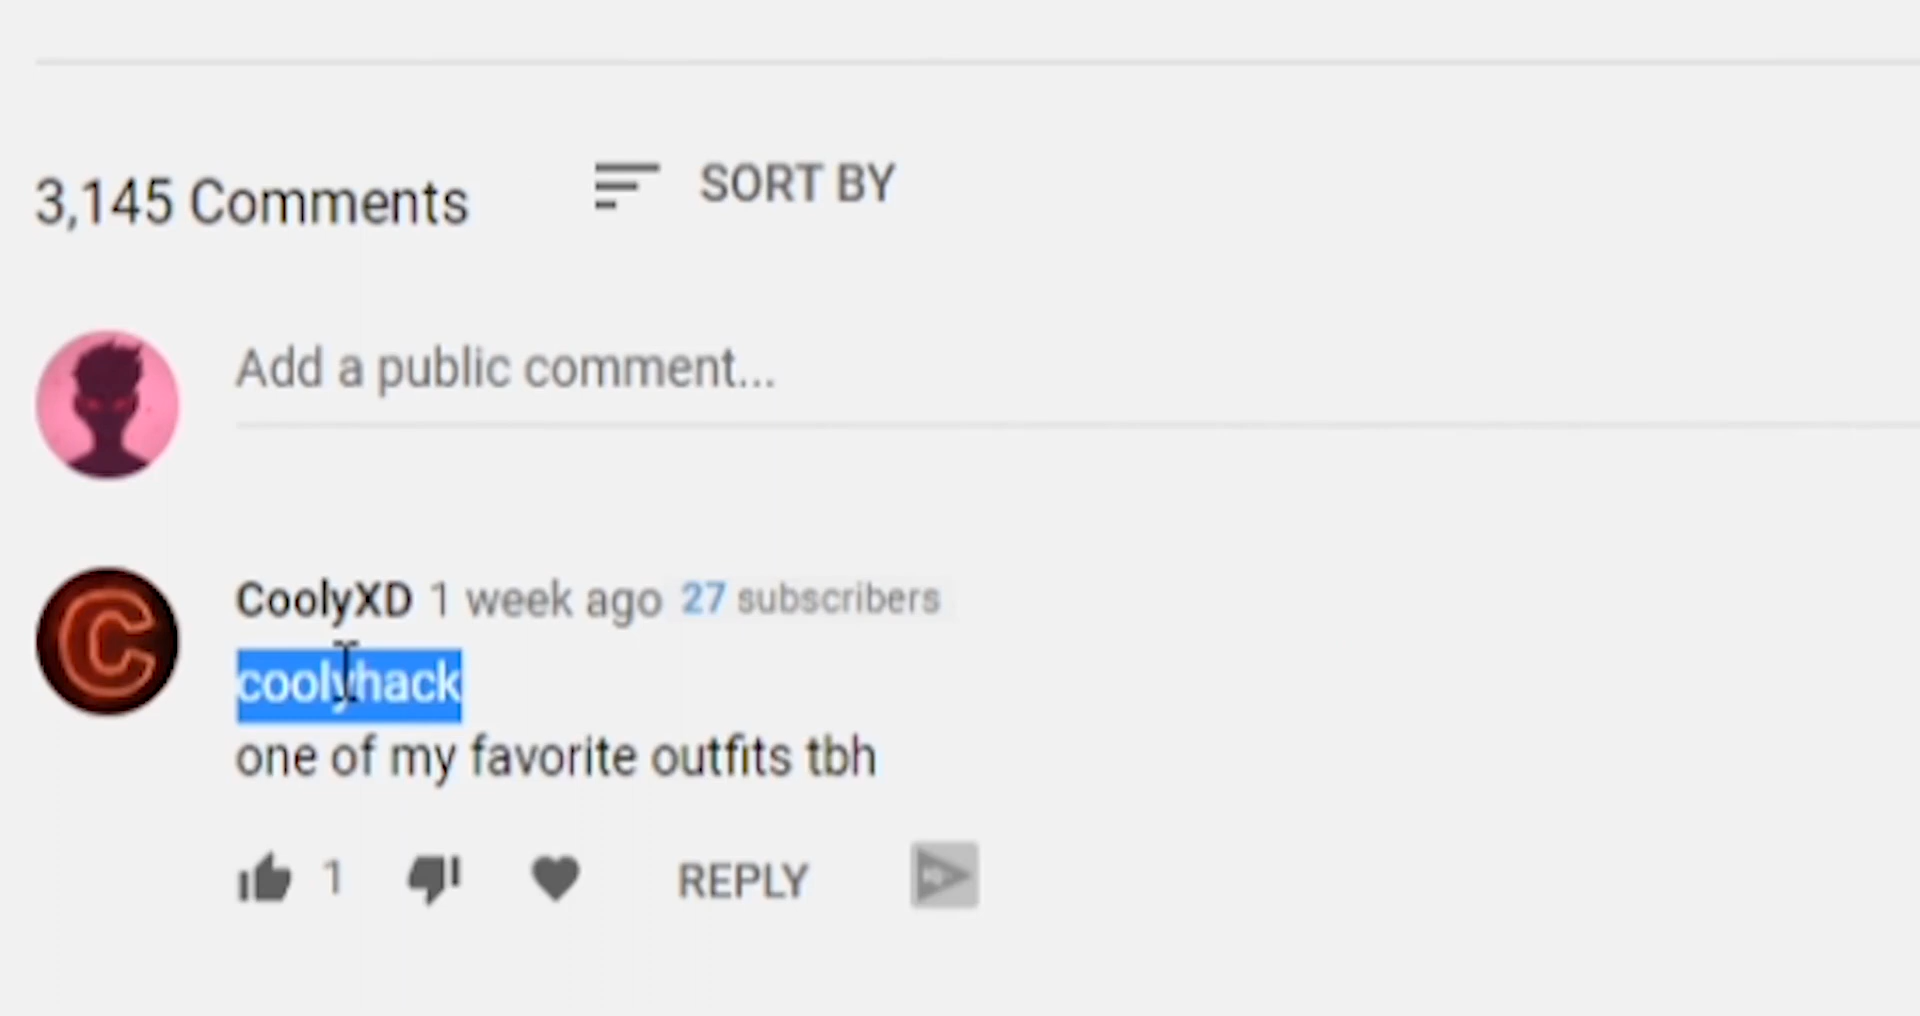 3,145 Comments SORT BY
Add a public comment...
CoolyXD 1 week ago 27 subscribers
coolyhack
one of my favorite outfits tbh
1 REPLY